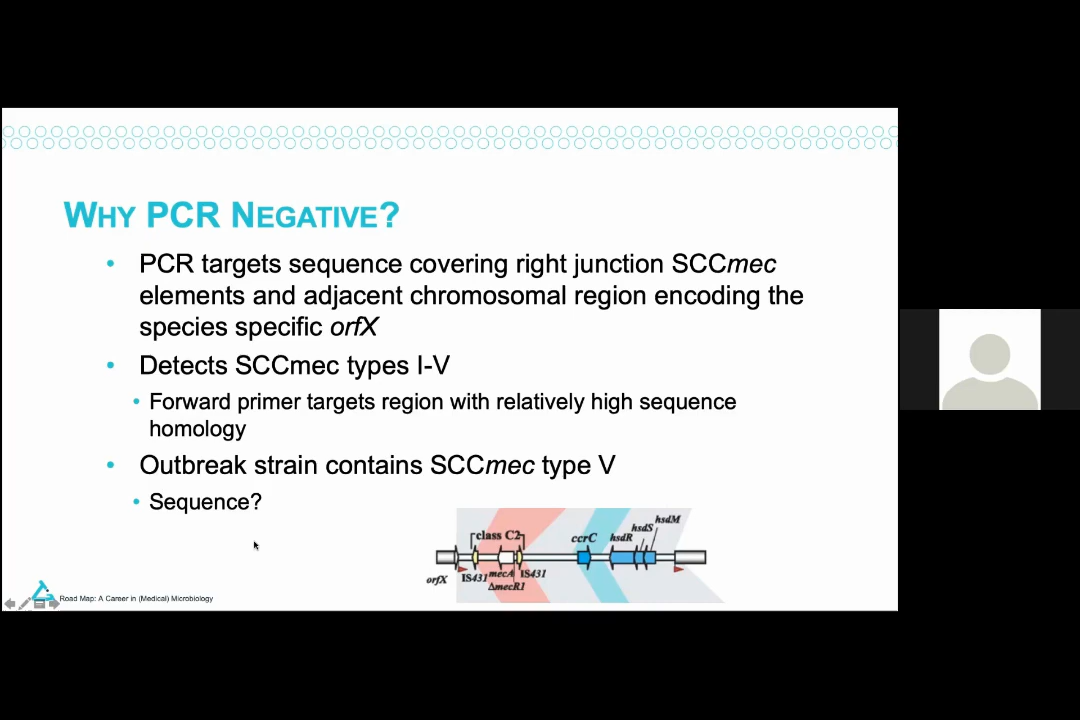 WHY PCR NEGATIVE?
• PCR targets sequence covering right junction SCCmec
elements and adjacent chromosomal region encoding the
species specific orfX
• Detects SCCmec types I-V
• Forward primer targets region with relatively high sequence
homology
• Outbreak strain contains SCCmec type V
• Sequence?
hsdM
hsdS
class C2 ccrC hsdR
orfX IS431 mecA IS431
ΔmecR1
Road Map: A Career in (Medical) Microbiology